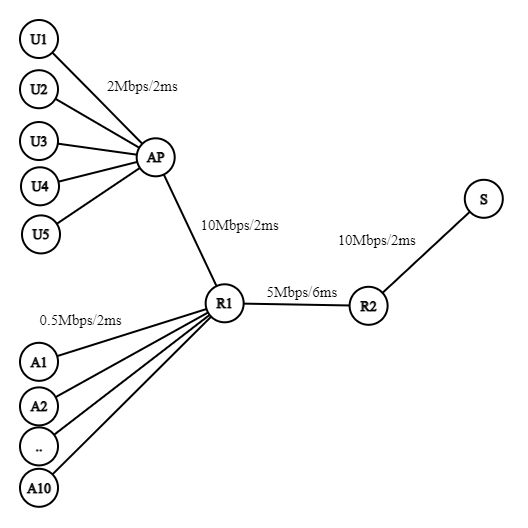 U1
2Mbps/2ms
U2
U3
AP
U4
S
U5
10Mbps/2ms
10Mbps/2ms
5Mbps/6ms
R1
R2
0.5Mbps/2ms
A1
A2
..
A10